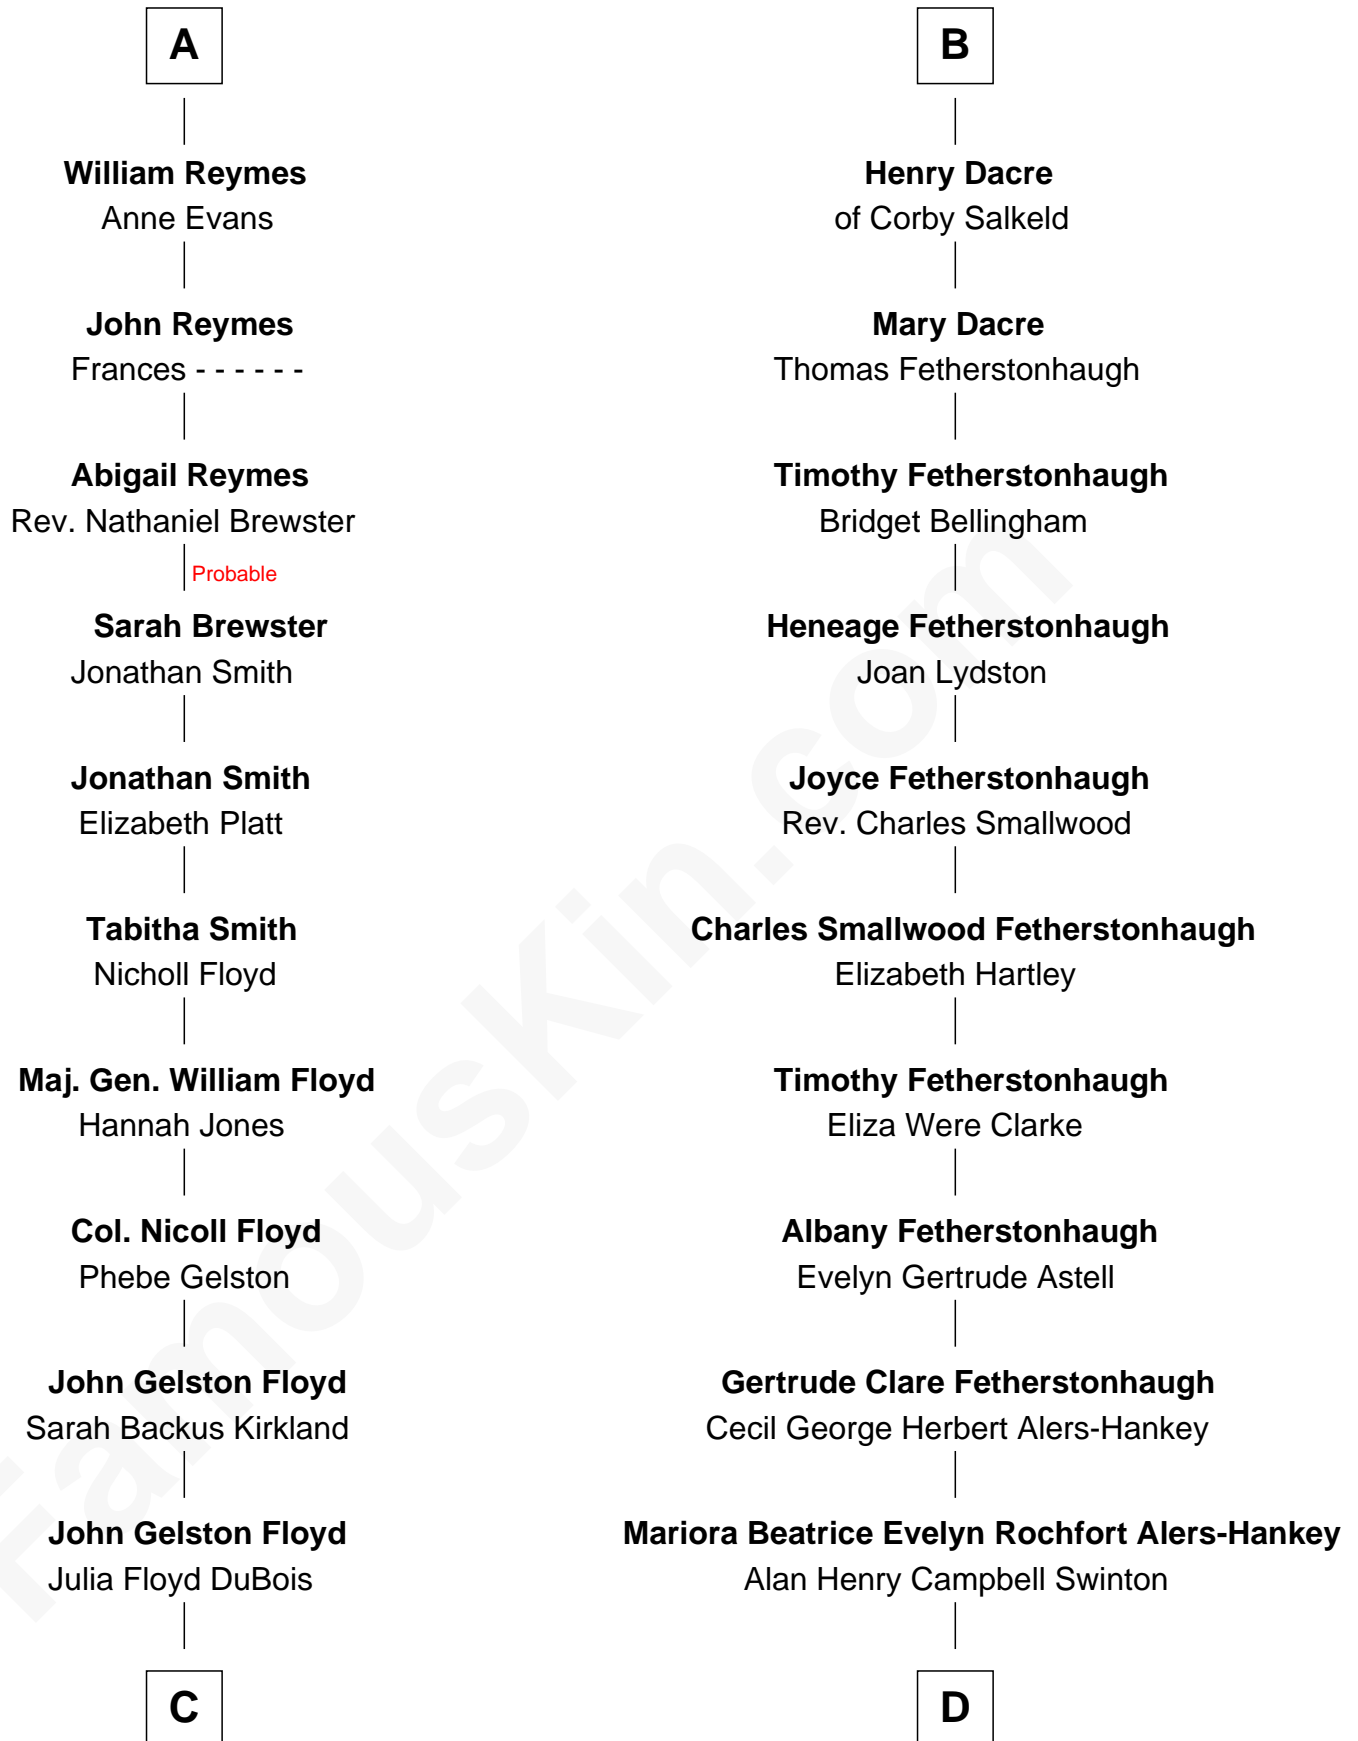 A
William Reymes
Anne Evans
John Reymes
Frances - - - - - -
Abigail Reymes
Rev. Nathaniel Brewster
Probable
Sarah Brewster
Jonathan Smith
Jonathan Smith
Elizabeth Platt
Tabitha Smith
Nicholl Floyd
Maj. Gen. William Floyd
Hannah Jones
Col. Nicoll Floyd
Phebe Gelston
John Gelston Floyd
Sarah Backus Kirkland
John Gelston Floyd
Julia Floyd DuBois
C
B
Henry Dacre
of Corby Salkeld
Mary Dacre
Thomas Fetherstonhaugh
Timothy Fetherstonhaugh
Bridget Bellingham
Heneage Fetherstonhaugh
Joan Lydston
Joyce Fetherstonhaugh
Rev. Charles Smallwood
Charles Smallwood Fetherstonhaugh
Elizabeth Hartley
Timothy Fetherstonhaugh
Eliza Were Clarke
Albany Fetherstonhaugh
Evelyn Gertrude Astell
Gertrude Clare Fetherstonhaugh
Cecil George Herbert Alers-Hankey
Mariora Beatrice Evelyn Rochfort Alers-Hankey
Alan Henry Campbell Swinton
D
FamousKin.com